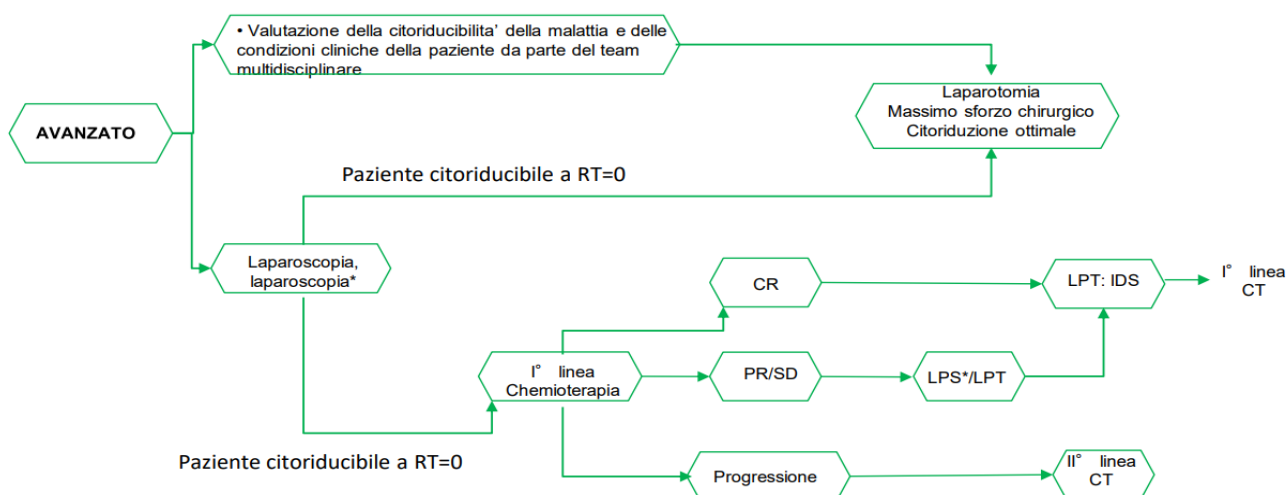 • Valutazione della citoriducibilita' della malattia e delle
condizioni cliniche della paziente da parte del team
multidisciplinare
Laparotomia
Massimo sforzo chirurgico
Citoriduzione ottimale
AVANZATO
Paziente citoriducibile a RT=0
Laparoscopia,
laparoscopia*
CR
LPT: IDS
I° linea
CT
I° linea
Chemioterapia
PR/SD
LPS*/LPT
Paziente citoriducibile a RT=0
Progressione
II° linea
CT